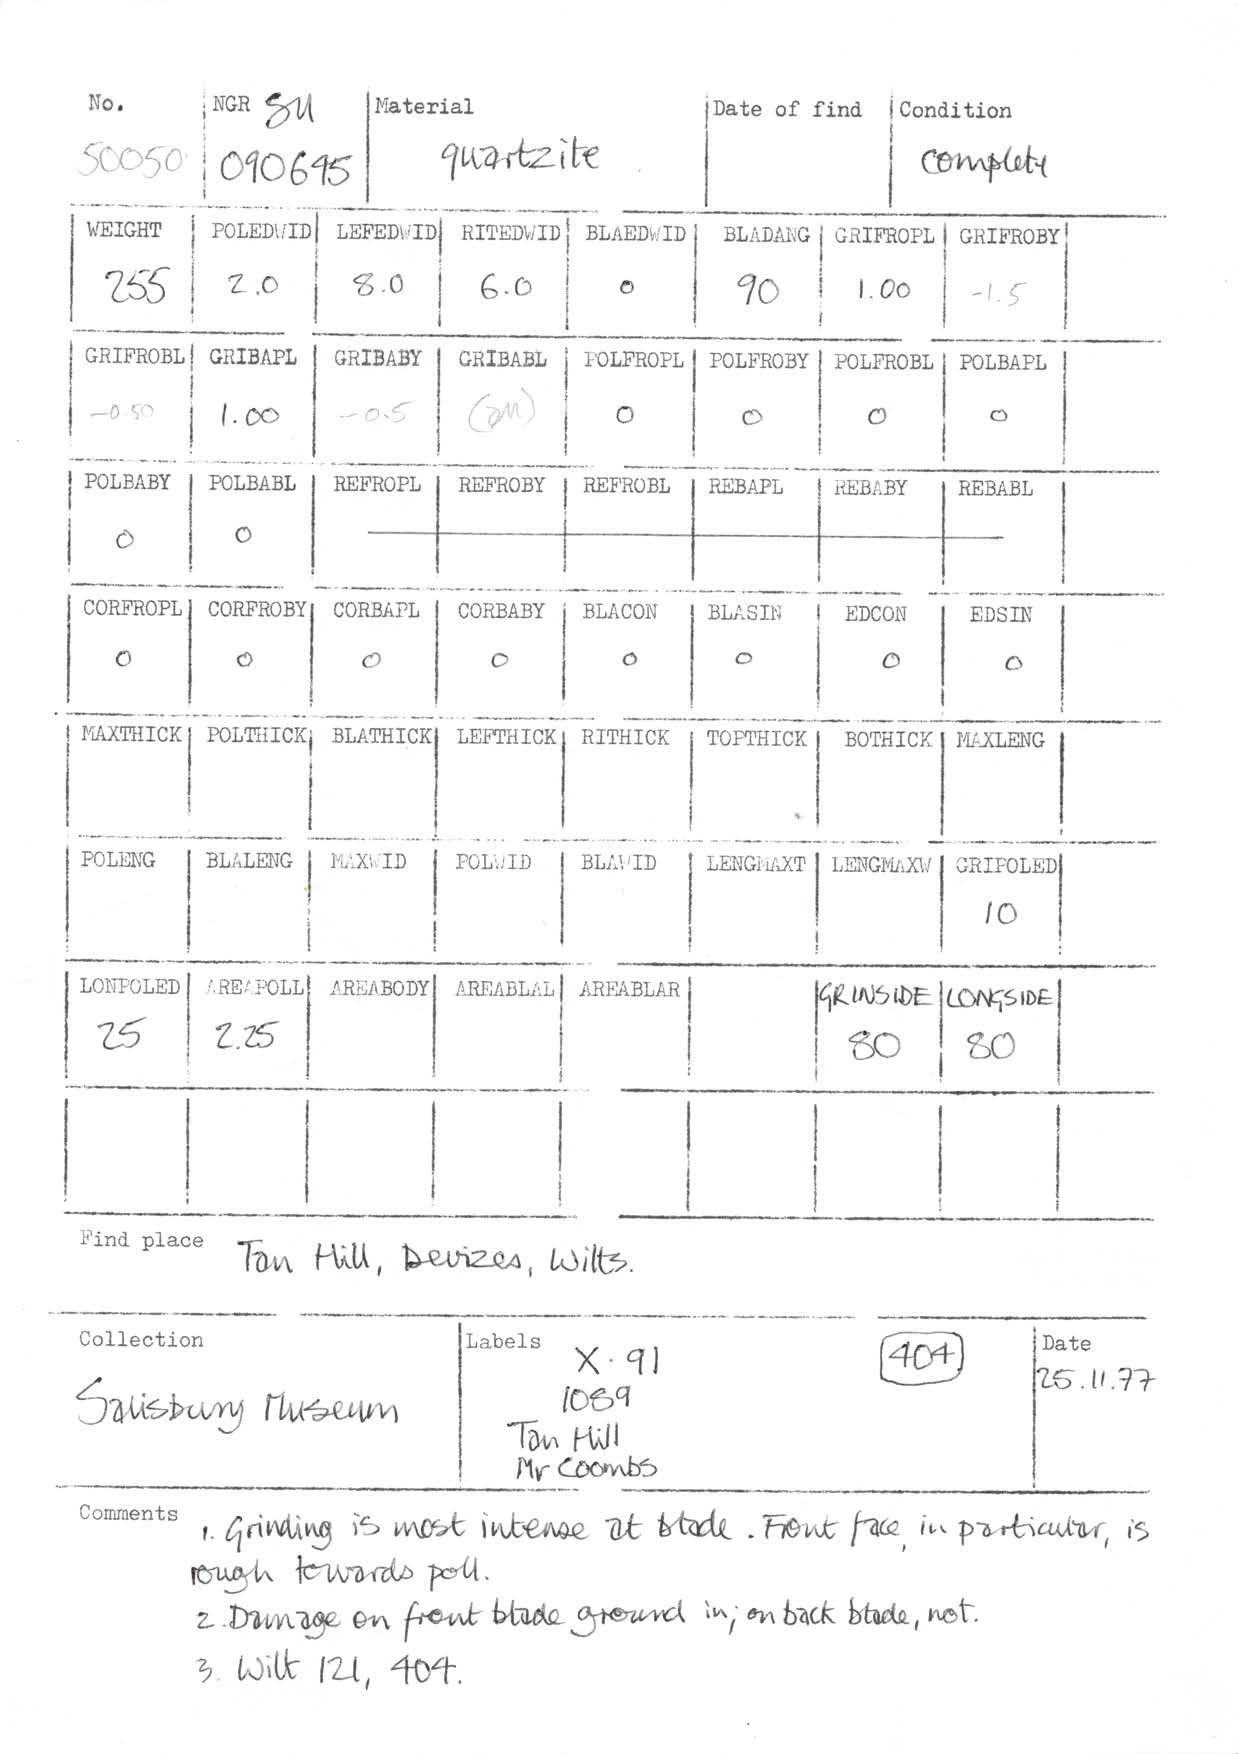 No. NGR SU Material Date of find Condition
50050 090645 quartzite complete
WEIGHT POLEDWID LEFEDWID RITEDWID BLAEDWID BLADANG GRIFROPL GRIFROBY
255 2.0 8.0 6.0 0 90 1.00 -1.5
GRIFROBL GRIBAPL GRIBABY GRIBABL POLFROPL POLFROBY POLFROBL POLBAPL
-0.50 1.00 -0.5 0 0 0 0
POLBABY POLBABL REFROPL REFROBY REFROBL REBAPL REBABY REBABL
0 0
CORFROPL CORFROBY CORBAPL CORBABY BLACON BLASIN EDCON EDSIN
0 0 0 0 0 0 0 0
MAXTHICK POLTHICK BLATHICK LEFTHICK RITHICK TOPTHICK BOTHICK MAXLENG
POLENG BLALENG MAXWID POLWID BLAWID LENGMAXT LENGMAXW GRIPOLED
10
LONPOLED AREAPOLL AREABODY AREABLAL AREABLAR GRINSIDE LONGSIDE
25 2.25 80 80
Find place Tan Hill, Devizes, Wilts.
Collection Labels X.91 404 Date
Salisbury Museum 1089 25.11.77
Tan Hill
Mr Coombs
Comments 1. Grinding is most intense at blade. Front face, in particular, is
rough towards poll.
2. Damage on front blade ground in; on back blade, not.
3. Wilt 121, 404.